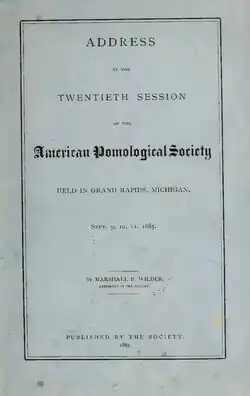 ADDRESS
AT THE
TWENTIETH SESSION
OF THE
American Pomological Society
HELD IN GRAND RAPIDS, MICHIGAN,
SEPT. 9, 10, 11, 1885.
BY MARSHALL P. WILDER,
PRESIDENT OF THE SOCIETY.
PUBLISHED BY THE SOCIETY.
1885.